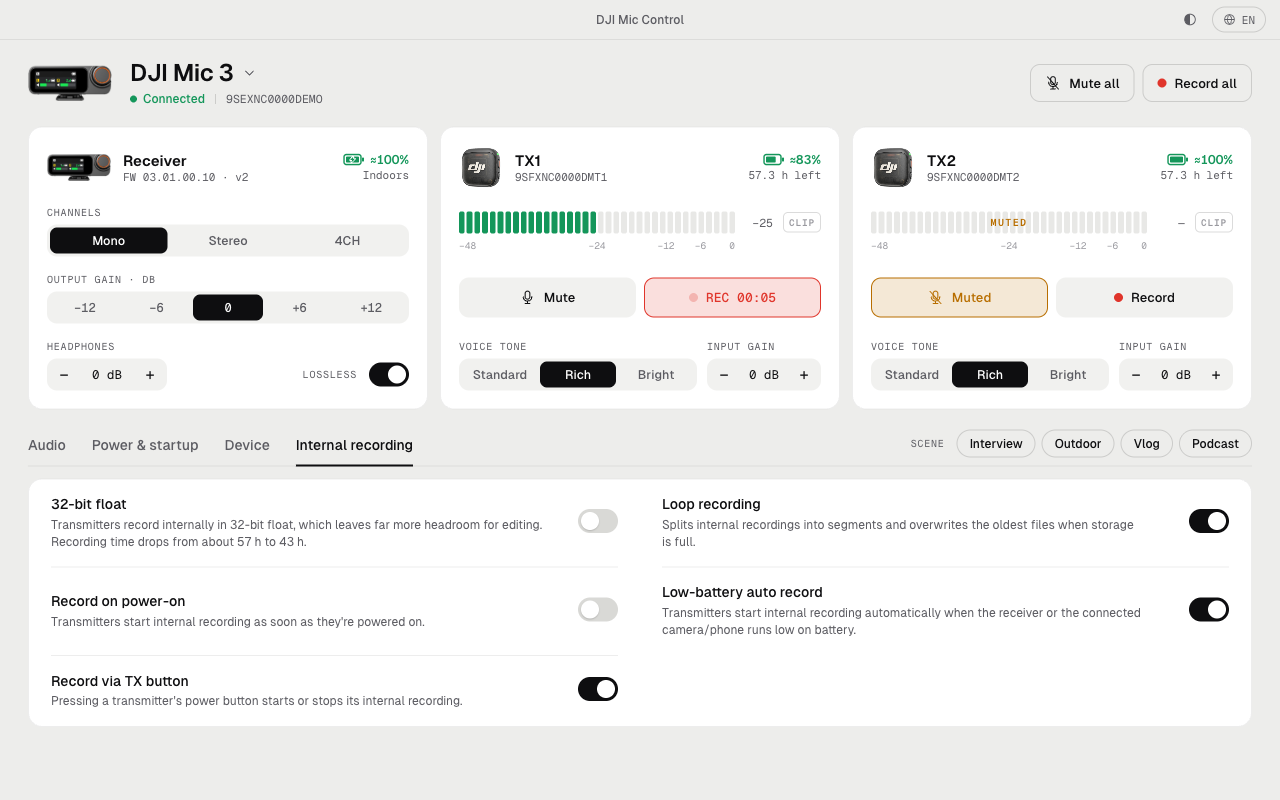 DJI Mic Control
EN
DJI Mic 3
Connected
9SEXNC0000DEMO
Mute all
Record all
Receiver
FW 03.01.00.10 · v2
≈100%
Indoors
CHANNELS
Mono Stereo 4CH
OUTPUT GAIN · DB
−12 −6 0 +6 +12
HEADPHONES
− 0 dB +
LOSSLESS
dji
TX1
9SFXNC0000DMT1
≈83%
57.3 h left
−25 CLIP
−48 −24 −12 −6 0
Mute
REC 00:05
VOICE TONE
Standard Rich Bright
INPUT GAIN
− 0 dB +
dji
TX2
9SFXNC0000DMT2
≈100%
57.3 h left
MUTED
— CLIP
−48 −24 −12 −6 0
Muted
Record
VOICE TONE
Standard Rich Bright
INPUT GAIN
− 0 dB +
Audio Power & startup Device Internal recording
SCENE Interview Outdoor Vlog Podcast
32-bit float
Transmitters record internally in 32-bit float, which leaves far more headroom for editing.
Recording time drops from about 57 h to 43 h.
Loop recording
Splits internal recordings into segments and overwrites the oldest files when storage
is full.
Record on power-on
Transmitters start internal recording as soon as they're powered on.
Low-battery auto record
Transmitters start internal recording automatically when the receiver or the connected
camera/phone runs low on battery.
Record via TX button
Pressing a transmitter's power button starts or stops its internal recording.